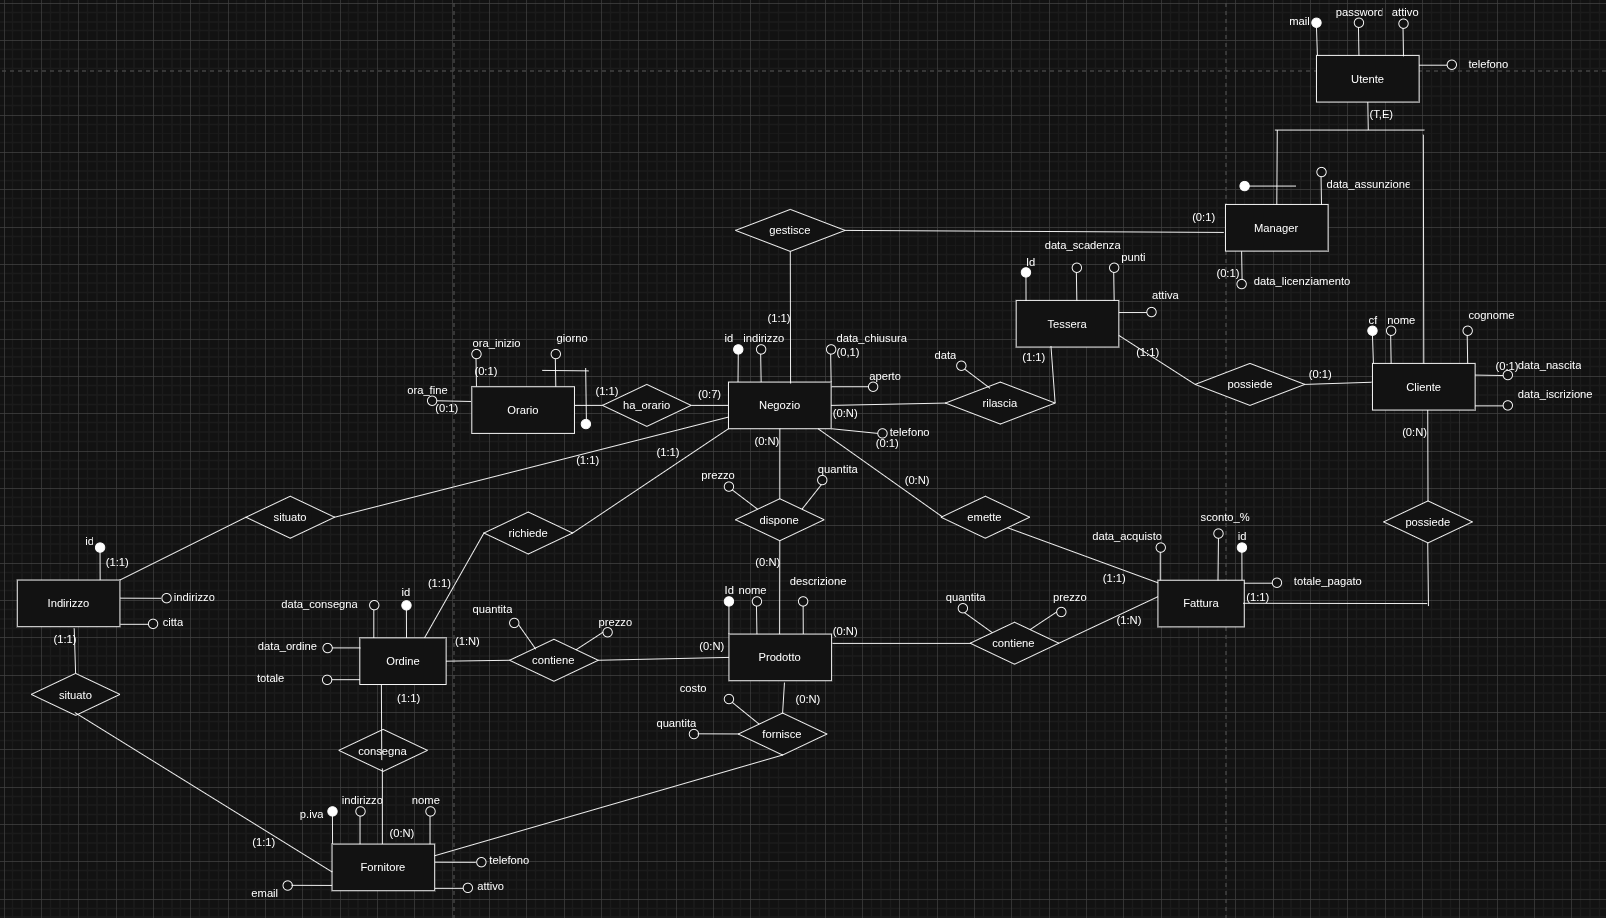 mail
password
attivo
telefono
Utente
(T,E)
data_assunzione
(0:1)
Manager
(0:1)
data_licenziamento
gestisce
(1:1)
data_scadenza
Id
punti
attiva
Tessera
(1:1)
(1:1)
cf
nome
cognome
(0:1)
data_nascita
data_iscrizione
Cliente
(0:1)
possiede
(0:N)
ora_inizio
(0:1)
giorno
ora_fine
(0:1)
Orario
(1:1)
ha_orario
(0:7)
id
indirizzo
data_chiusura
(0,1)
aperto
Negozio
(0:N)
telefono
(0:1)
data
rilascia
(1:1)
(1:1)
(0:N)
(0:N)
situato
richiede
prezzo
quantita
dispone
(0:N)
emette
possiede
id
(1:1)
Indirizzo
indirizzo
citta
(1:1)
situato
(1:1)
data_consegna
id
data_ordine
totale
Ordine
(1:1)
(1:N)
quantita
prezzo
contiene
(0:N)
Id
nome
descrizione
Prodotto
(0:N)
(0:N)
quantita
prezzo
contiene
(1:N)
data_acquisto
sconto_%
id
totale_pagato
Fattura
(1:1)
(1:1)
costo
quantita
fornisce
consegna
(0:N)
p.iva
indirizzo
nome
(1:1)
Fornitore
telefono
attivo
email